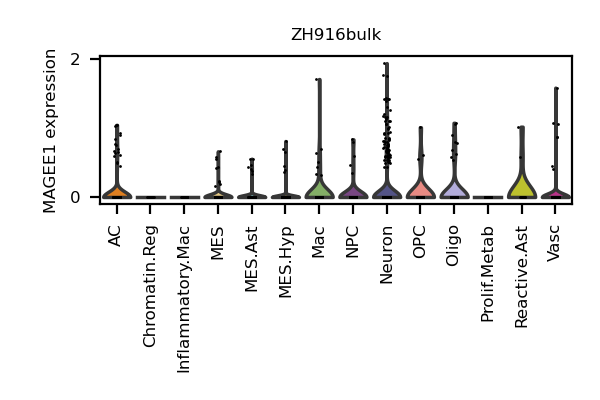 ZH916bulk
MAGEE1 expression
2
0
AC
Chromatin.Reg
Inflammatory.Mac
MES
MES.Ast
MES.Hyp
Mac
NPC
Neuron
OPC
Oligo
Prolif.Metab
Reactive.Ast
Vasc